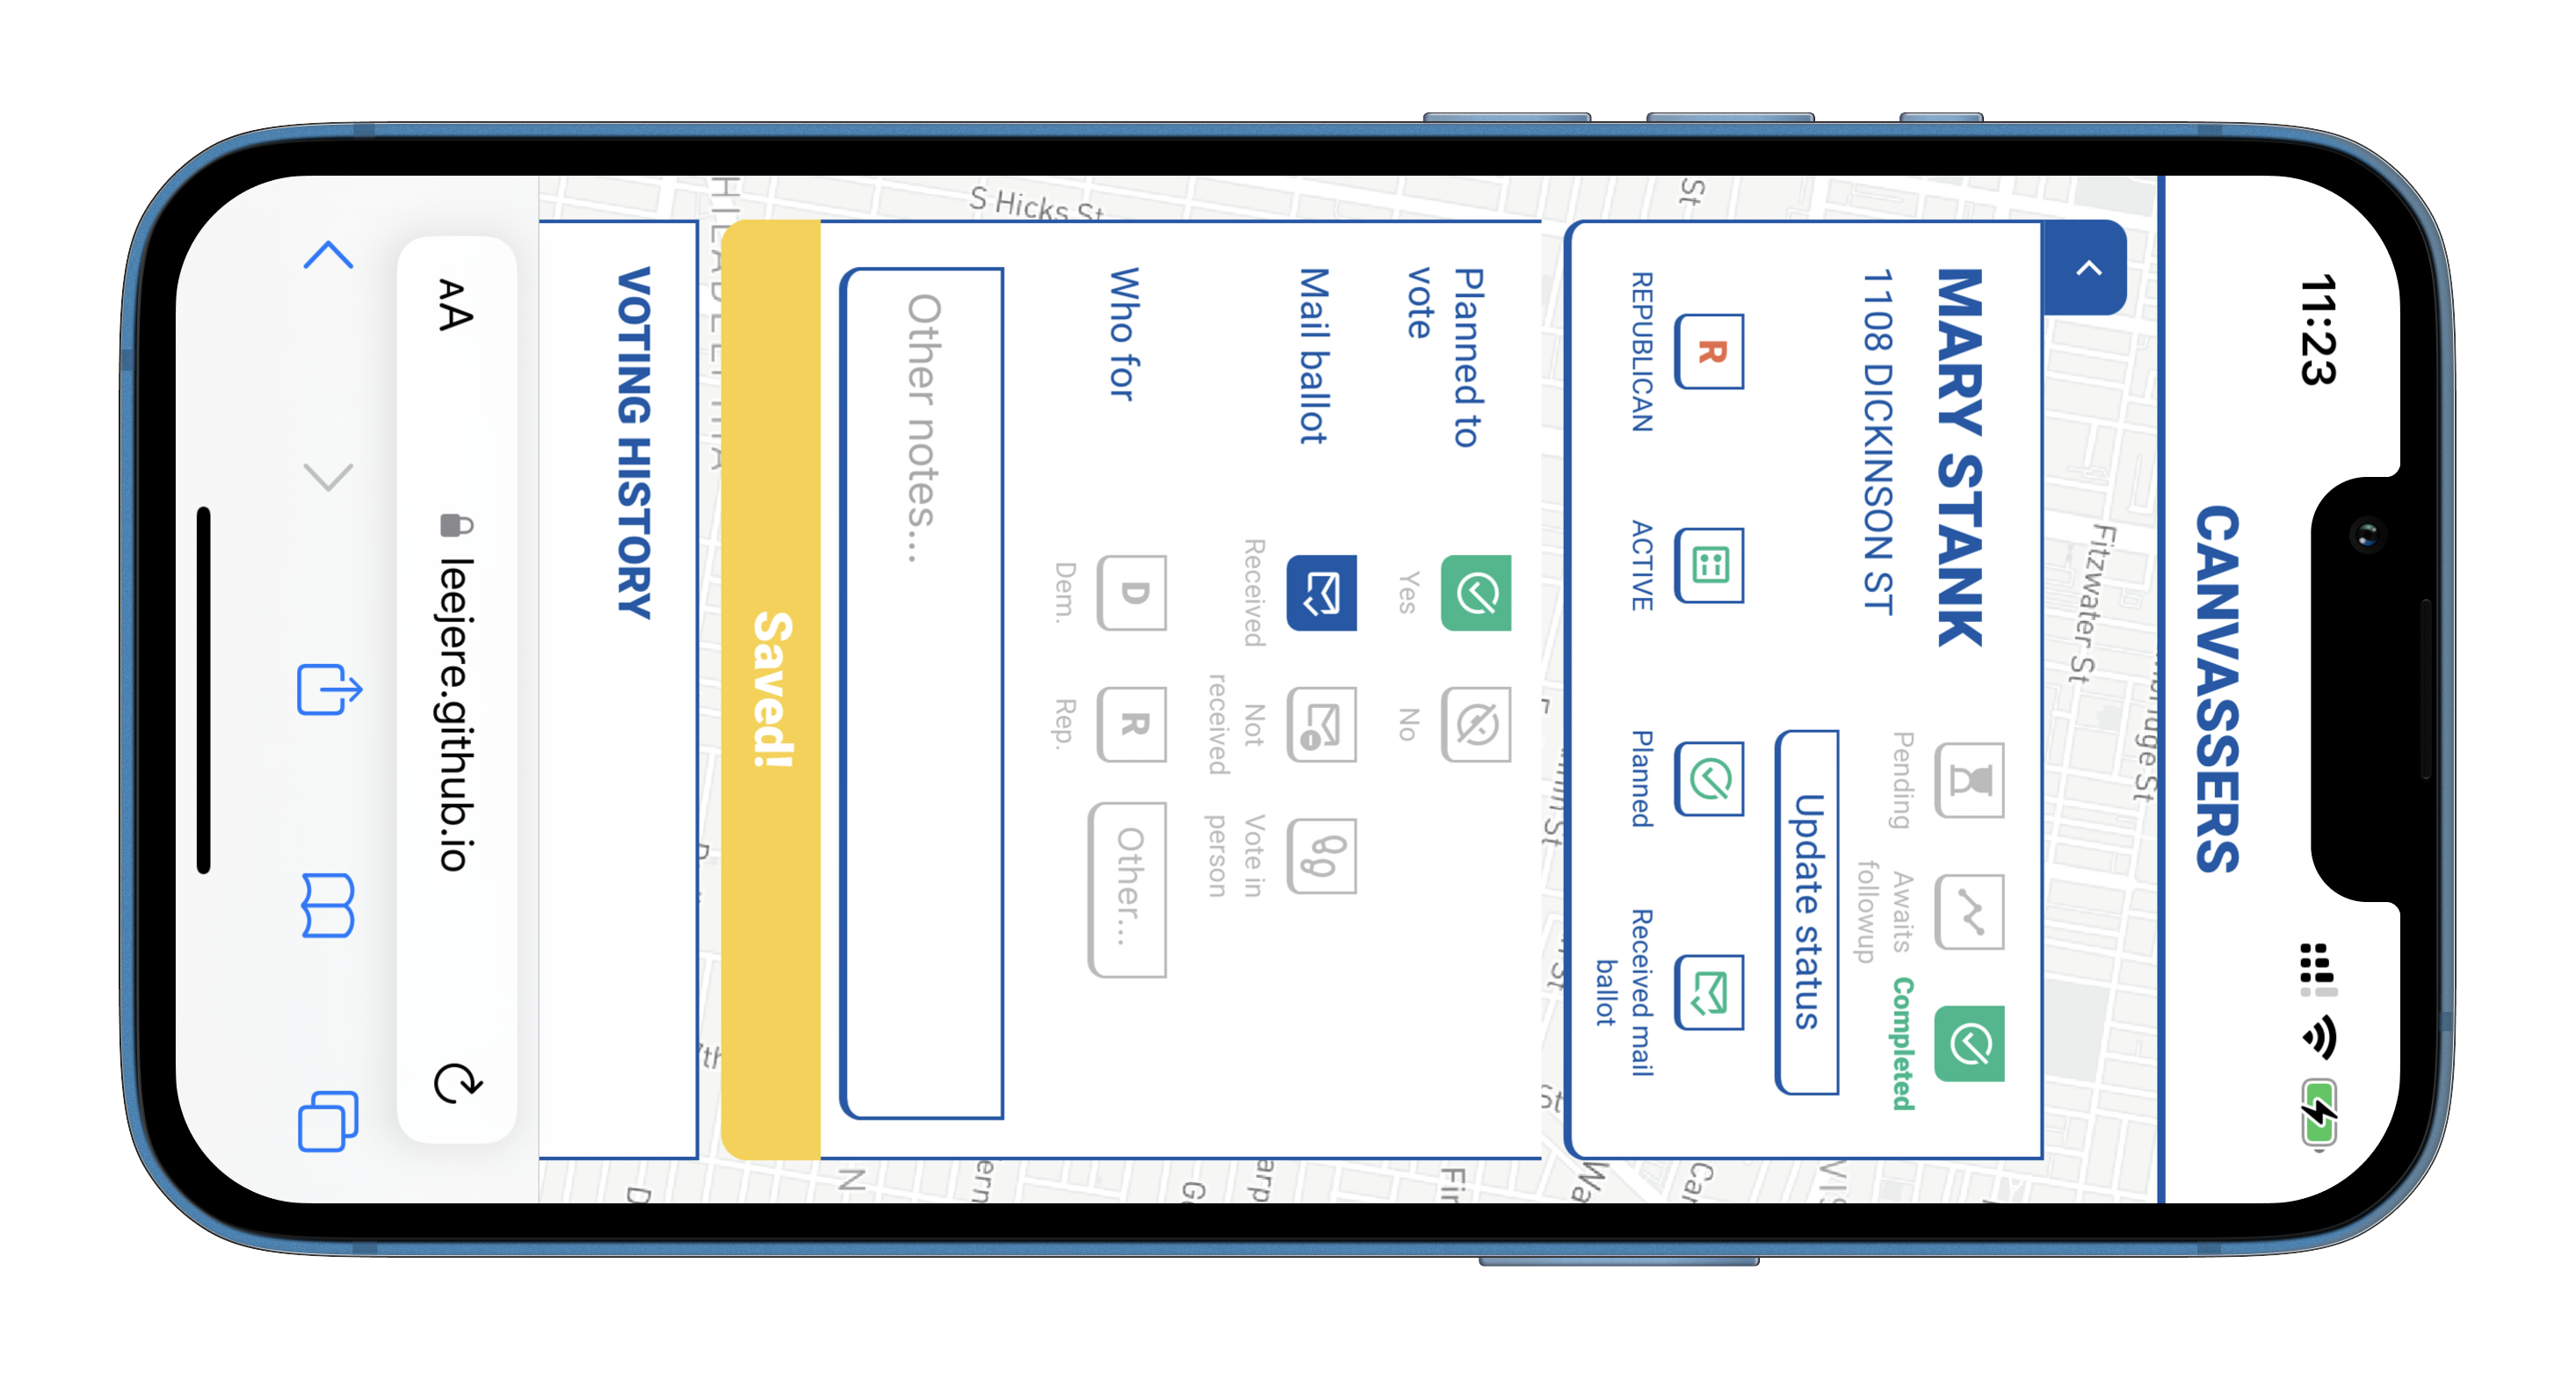 11:23
CANVASSERS
Fitzwater St
MARY STANK
1108 DICKINSON ST
Pending
Awaits
followup
Completed
Update status
R
REPUBLICAN
ACTIVE
Planned
Received mail
ballot
St
Planned to
vote
Yes
No
Mail ballot
Received
Not
received
Vote in
person
Who for
D
Dem.
R
Rep.
Other...
Other notes...
S Hicks St
Saved!
VOTING HISTORY
AA
leejere.github.io